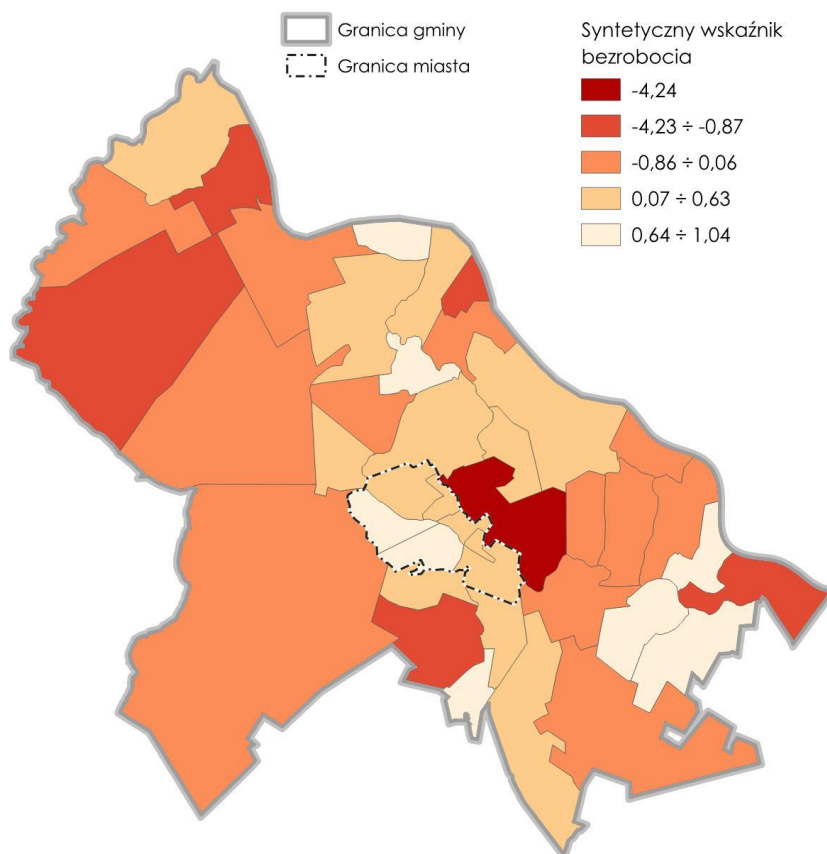 Granica gminy
Granica miasta
Syntetyczny wskaźnik
bezrobocia
-4,24
-4,23 ÷ -0,87
-0,86 ÷ 0,06
0,07 ÷ 0,63
0,64 ÷ 1,04